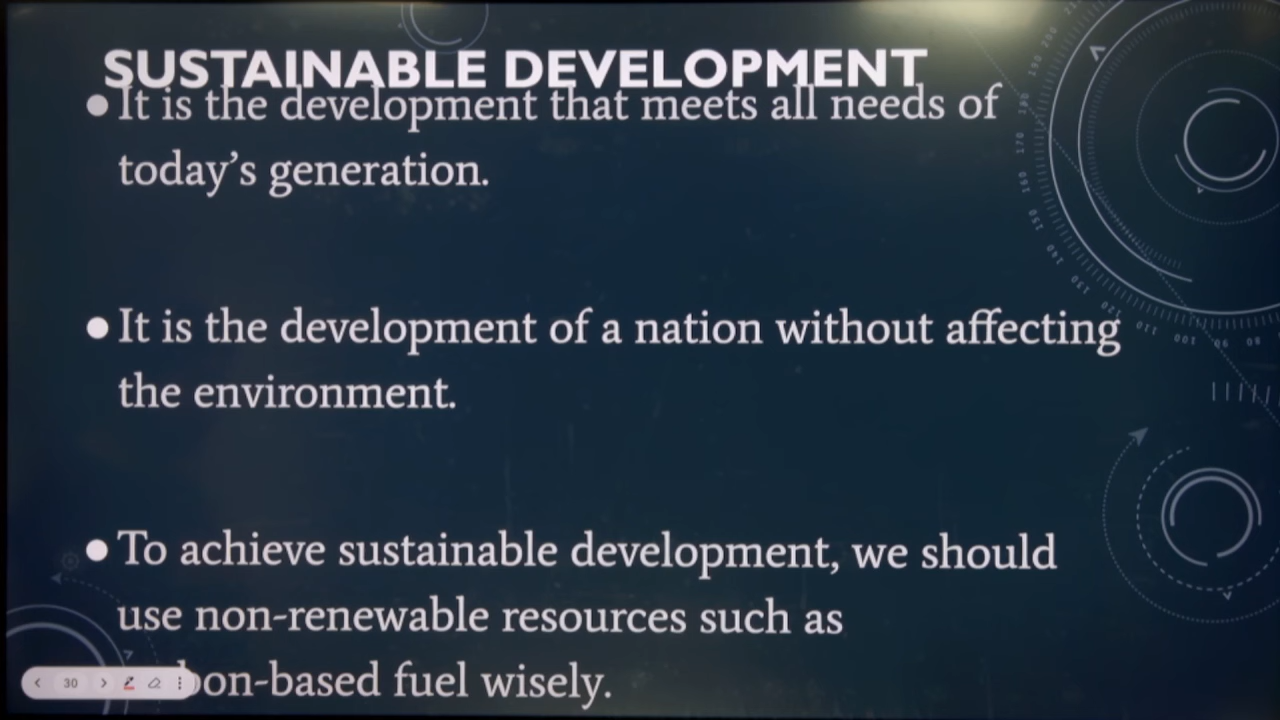 SUSTAINABLE DEVELOPMENT
• It is the development that meets all needs of
today's generation.
• It is the development of a nation without affecting
the environment.
• To achieve sustainable development, we should
use non-renewable resources such as
bon-based fuel wisely.
30